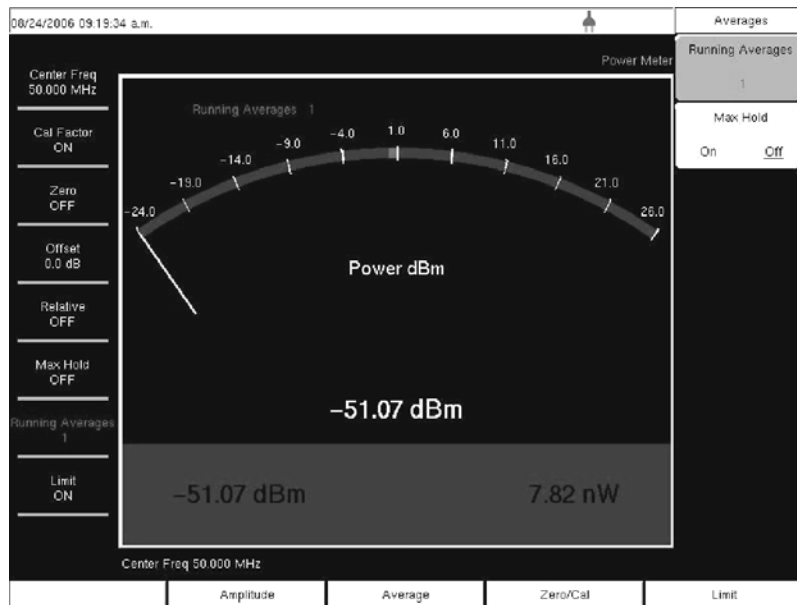 08/24/2006 09:19:34 a.m.
Averages
Power Meter
Running Averages
1
Max Hold
On Off
Center Freq
50.000 MHz
Cal Factor
ON
Zero
OFF
Offset
0.0 dB
Relative
OFF
Max Hold
OFF
Running Averages
1
Limit
ON
Running Averages 1
-24.0 -19.0 -14.0 -9.0 -4.0 1.0 6.0 11.0 16.0 21.0 26.0
Power dBm
-51.07 dBm
-51.07 dBm 7.82 nW
Center Freq 50.000 MHz
Amplitude Average Zero/Cal Limit